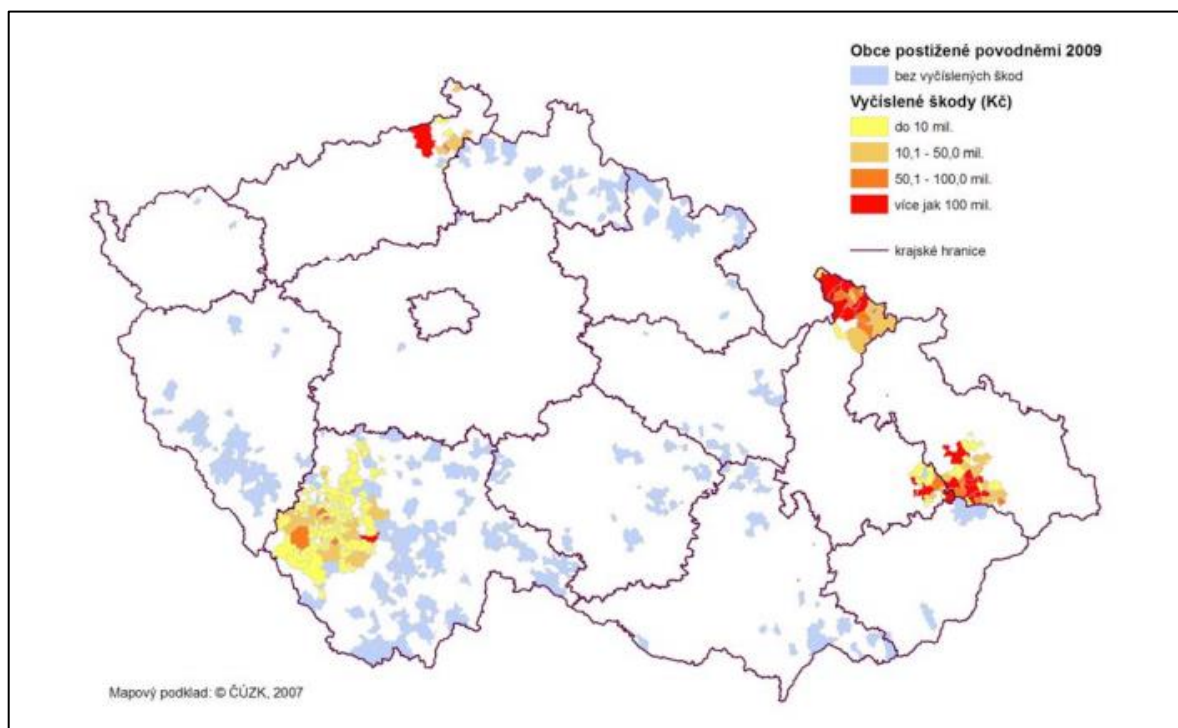 Obce postižené povodněmi 2009
bez vyčíslených škod
Vyčíslené škody (Kč)
do 10 mil.
10,1 - 50,0 mil.
50,1 - 100,0 mil.
více jak 100 mil.
krajské hranice
Mapový podklad: © ČÚZK, 2007